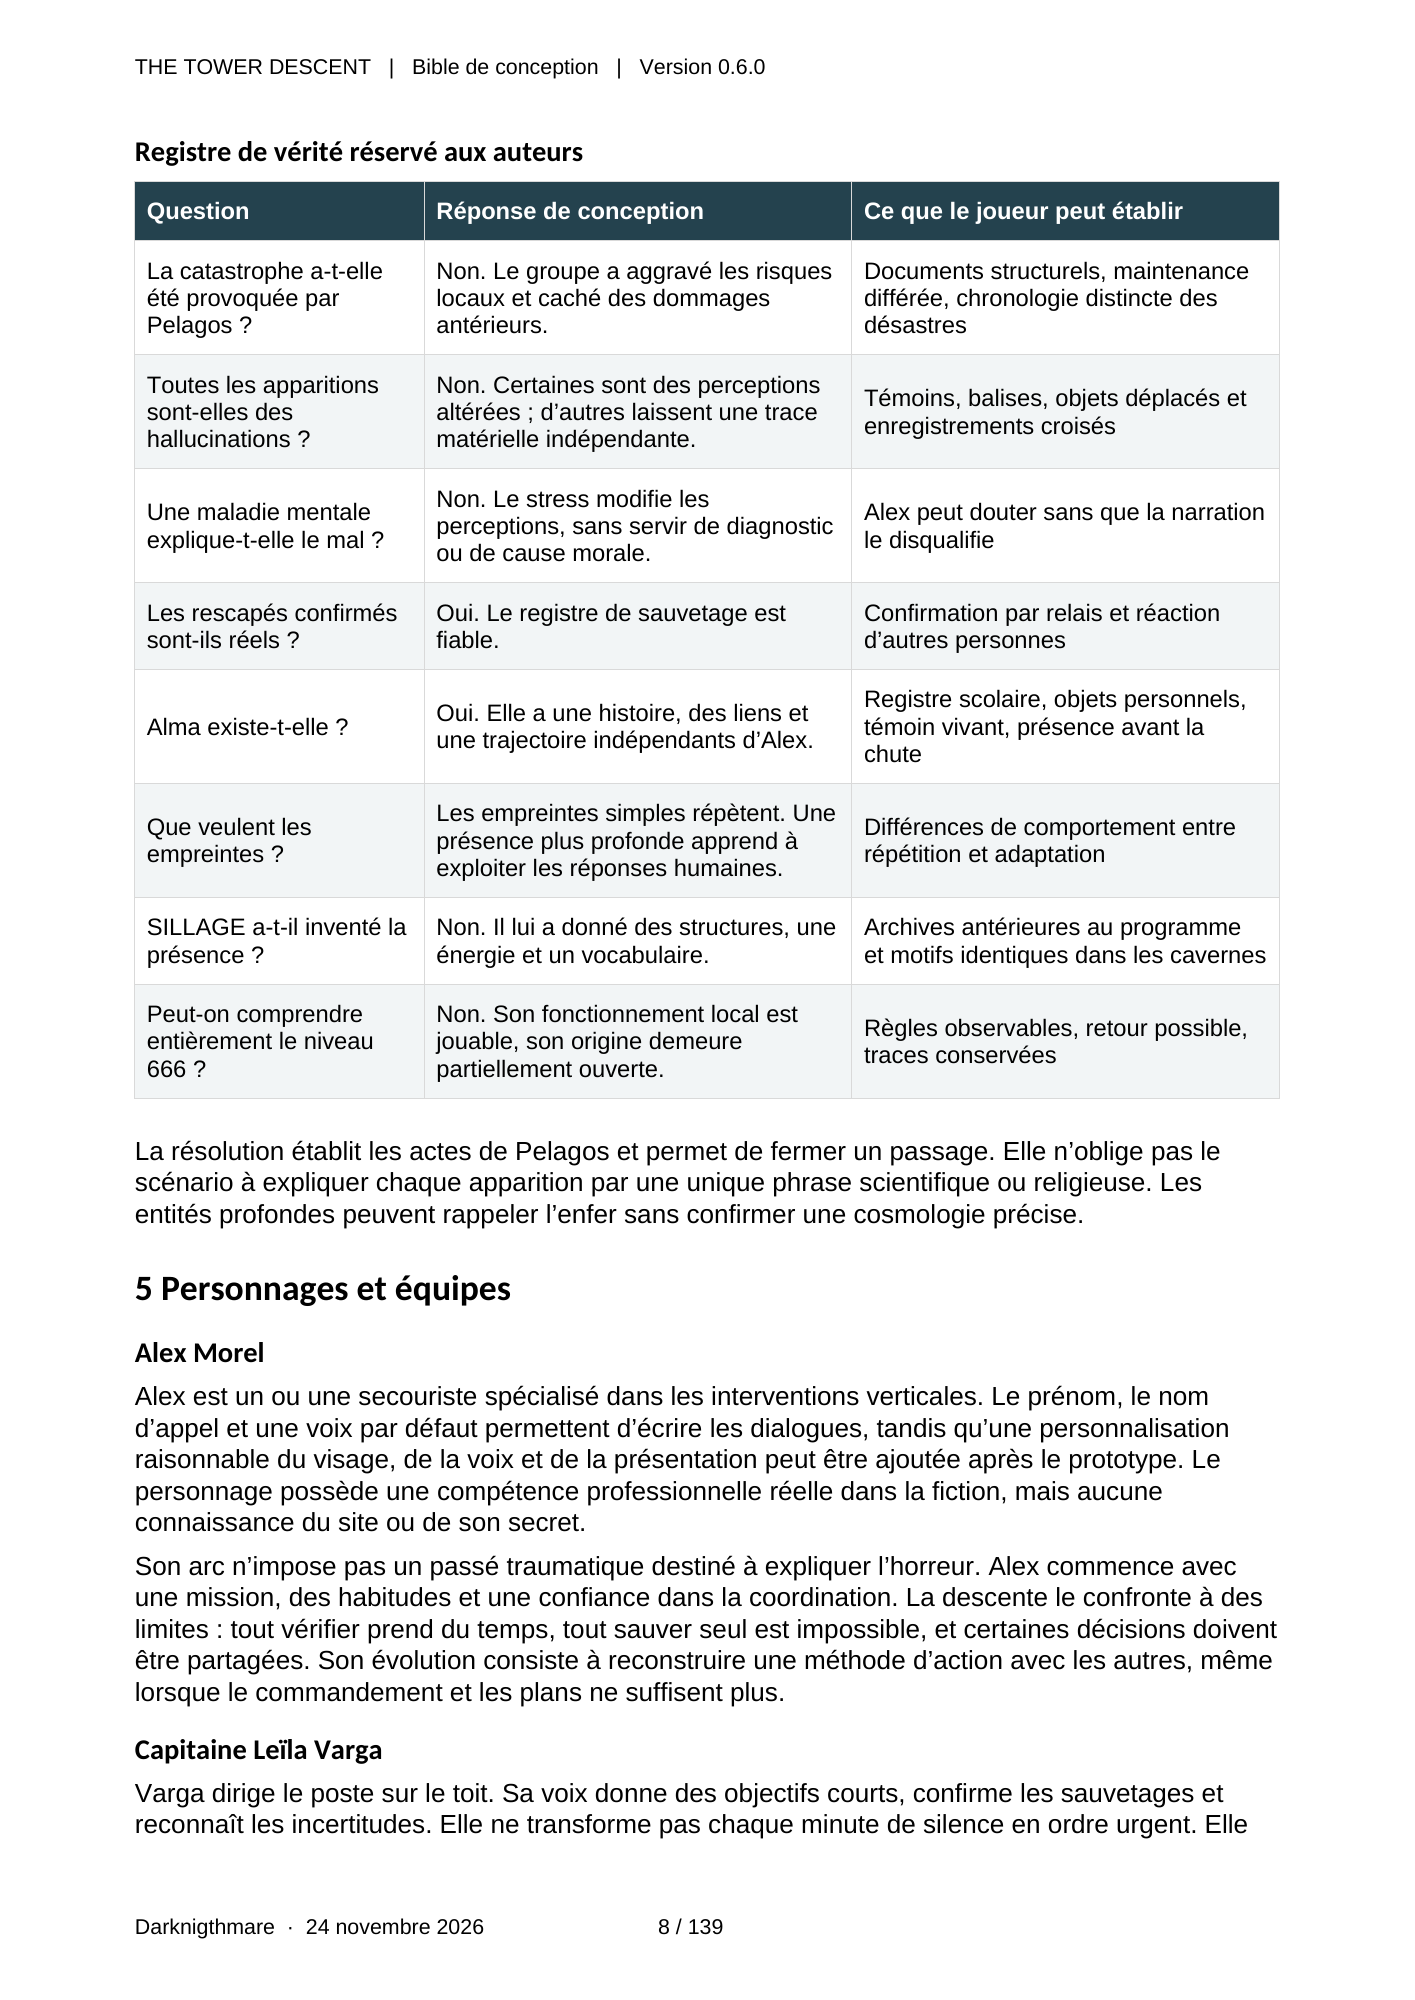 THE TOWER DESCENT | Bible de conception | Version 0.6.0
Registre de vérité réservé aux auteurs
Question
Réponse de conception
Ce que le joueur peut établir
La catastrophe a-t-elle
été provoquée par
Pelagos ?
Non. Le groupe a aggravé les risques
locaux et caché des dommages
antérieurs.
Documents structurels, maintenance
différée, chronologie distincte des
désastres
Toutes les apparitions
sont-elles des
hallucinations ?
Non. Certaines sont des perceptions
altérées ; d’autres laissent une trace
matérielle indépendante.
Témoins, balises, objets déplacés et
enregistrements croisés
Une maladie mentale
explique-t-elle le mal ?
Non. Le stress modifie les
perceptions, sans servir de diagnostic
ou de cause morale.
Alex peut douter sans que la narration
le disqualifie
Les rescapés confirmés
sont-ils réels ?
Oui. Le registre de sauvetage est
fiable.
Confirmation par relais et réaction
d’autres personnes
Alma existe-t-elle ?
Oui. Elle a une histoire, des liens et
une trajectoire indépendants d’Alex.
Registre scolaire, objets personnels,
témoin vivant, présence avant la
chute
Que veulent les
empreintes ?
Les empreintes simples répètent. Une
présence plus profonde apprend à
exploiter les réponses humaines.
Différences de comportement entre
répétition et adaptation
SILLAGE a-t-il inventé la
présence ?
Non. Il lui a donné des structures, une
énergie et un vocabulaire.
Archives antérieures au programme
et motifs identiques dans les cavernes
Peut-on comprendre
entièrement le niveau
666 ?
Non. Son fonctionnement local est
jouable, son origine demeure
partiellement ouverte.
Règles observables, retour possible,
traces conservées
La résolution établit les actes de Pelagos et permet de fermer un passage. Elle n’oblige pas le
scénario à expliquer chaque apparition par une unique phrase scientifique ou religieuse. Les
entités profondes peuvent rappeler l’enfer sans confirmer une cosmologie précise.
5 Personnages et équipes
Alex Morel
Alex est un ou une secouriste spécialisé dans les interventions verticales. Le prénom, le nom
d’appel et une voix par défaut permettent d’écrire les dialogues, tandis qu’une personnalisation
raisonnable du visage, de la voix et de la présentation peut être ajoutée après le prototype. Le
personnage possède une compétence professionnelle réelle dans la fiction, mais aucune
connaissance du site ou de son secret.
Son arc n’impose pas un passé traumatique destiné à expliquer l’horreur. Alex commence avec
une mission, des habitudes et une confiance dans la coordination. La descente le confronte à des
limites : tout vérifier prend du temps, tout sauver seul est impossible, et certaines décisions doivent
être partagées. Son évolution consiste à reconstruire une méthode d’action avec les autres, même
lorsque le commandement et les plans ne suffisent plus.
Capitaine Leïla Varga
Varga dirige le poste sur le toit. Sa voix donne des objectifs courts, confirme les sauvetages et
reconnaît les incertitudes. Elle ne transforme pas chaque minute de silence en ordre urgent. Elle
Darknigthmare · 24 novembre 2026
8 / 139